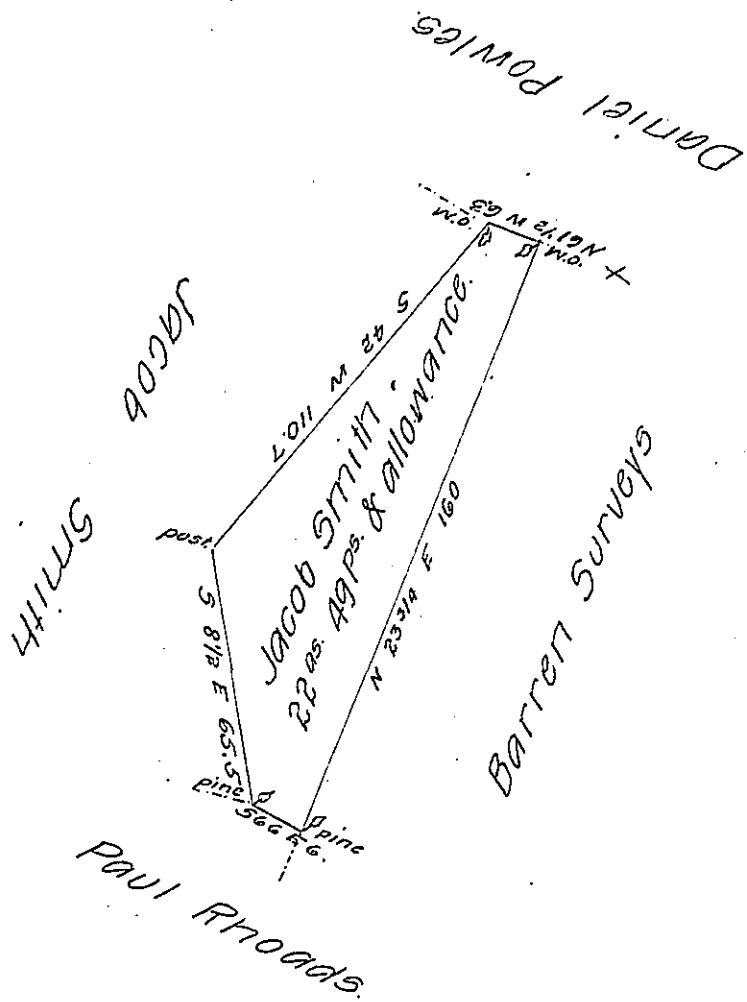 Daniel Powles.
N 61 1/2 W 6.3
W.O.
W.O.
X
Jacob
Smith
S 42 W 110.7
post.
Jacob Smith.
22 as. 49 ps. & allowance.
N 23 3/4 E 160
Barren Surveys
S 8 1/2 E 65.5
pine
S 66 E 6.
pine
Paul Rhoads.